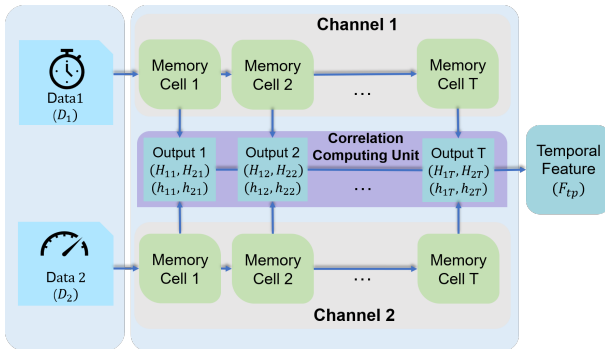 Channel 1
Data1
(D₁)
Memory
Cell 1
Memory
Cell 2
...
Memory
Cell T
Correlation
Computing Unit
Output 1
(H₁₁, H₂₁)
(h₁₁, h₂₁)
Output 2
(H₁₂, H₂₂)
(h₁₂, h₂₂)
...
Output T
(H₁T, H₂T)
(h₁T, h₂T)
Temporal
Feature
(Fₜₚ)
Data 2
(D₂)
Memory
Cell 1
Memory
Cell 2
...
Memory
Cell T
Channel 2